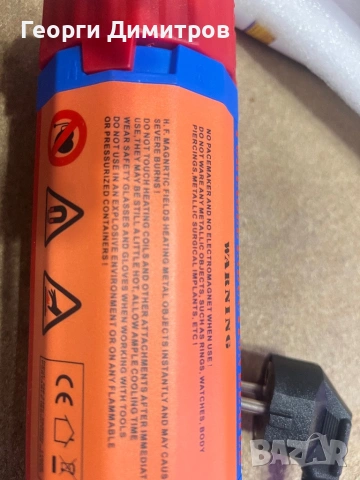 Георги Димитров
WARNING
NO PACEMAKER AND NO ELECTROMAGNET WHEN USE !
DO NOT WEAR ANY METALLIC OBJECTS, SUCH AS RINGS, WATCHES, BODY
PIERCINGS, METALLIC SURGICAL IMPLANTS, ETC !
H. F. MAGNRTIC FIELDS HEATING METAL OBJECTS INSTANTLY AND MAY CAUS
SEVERE BURNS !
DO NOT TOUCH HEATING COILS AND OTHER ATTACHMENTS AFTER IMMEDIAT
USE, THEY MAY BE STILL A LITTLE HOT, ALLOW AMPLE COOLING TIME
WEAR SAFETY GLASSES AND GLOVES WHEN WORKING WITH TOOLS
DO NOT USE IN AN EXPLOSIVE ENVIRONMENT OR ON ANY FLAMMABLE
OR PRESSURIZED CONTAINERS !
CE
bazar
БГ